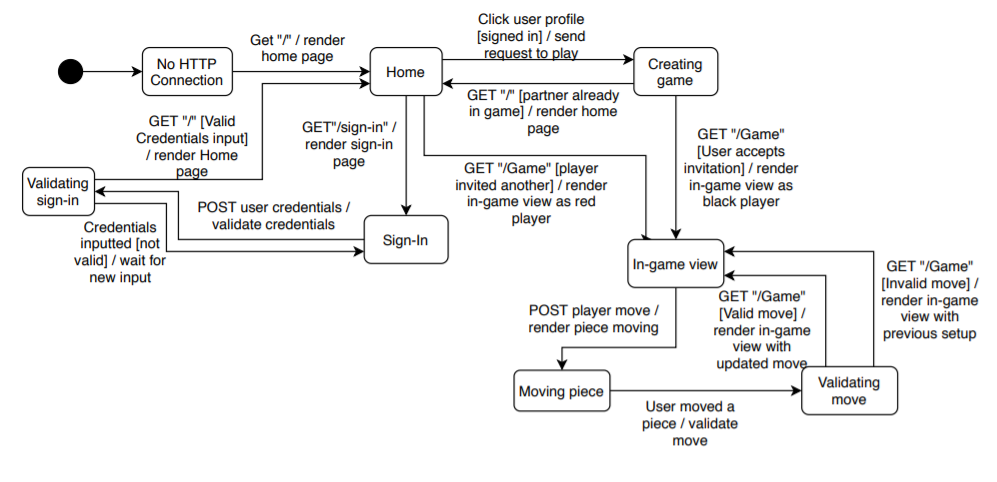 Click user profile
[signed in] / send
request to play
Get "/" / render
home page
No HTTP
Connection
Home
Creating
game
GET "/" [Valid
Credentials input]
/ render Home
page
GET"/sign-in" /
render sign-in
page
GET "/" [partner already
in game] / render home
page
GET "/Game"
[User accepts
invitation] / render
in-game view as
black player
GET "/Game" [player
invited another] / render
in-game view as red
player
Validating
sign-in
POST user credentials /
validate credentials
Sign-In
Credentials
inputted [not
valid] / wait for
new input
In-game view
GET "/Game"
[Invalid move] /
render in-game
view with
previous setup
POST player move /
render piece moving
GET "/Game"
[Valid move] /
render in-game
view with
updated move
Moving piece
Validating
move
User moved a
piece / validate
move